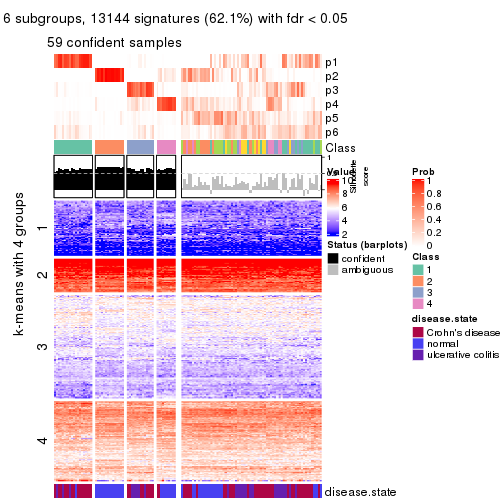 6 subgroups, 13144 signatures (62.1%) with fdr < 0.05
59 confident samples
p1
p2
p3
p4
p5
p6
Class
1
0
Silhouette
score
k-means with 4 groups
1
2
3
4
disease.state
Value
10
8
6
4
2
Status (barplots)
confident
ambiguous
Prob
1
0.8
0.6
0.4
0.2
0
Class
1
2
3
4
disease.state
Crohn's disease
normal
ulcerative colitis